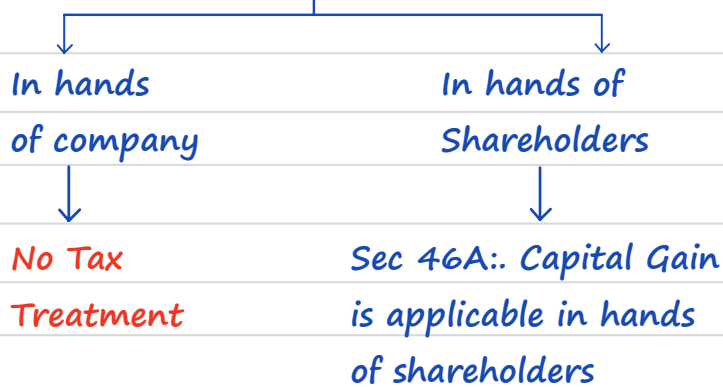 In hands
of company
No Tax
Treatment
In hands of
Shareholders
Sec 46A:. Capital Gain
is applicable in hands
of shareholders